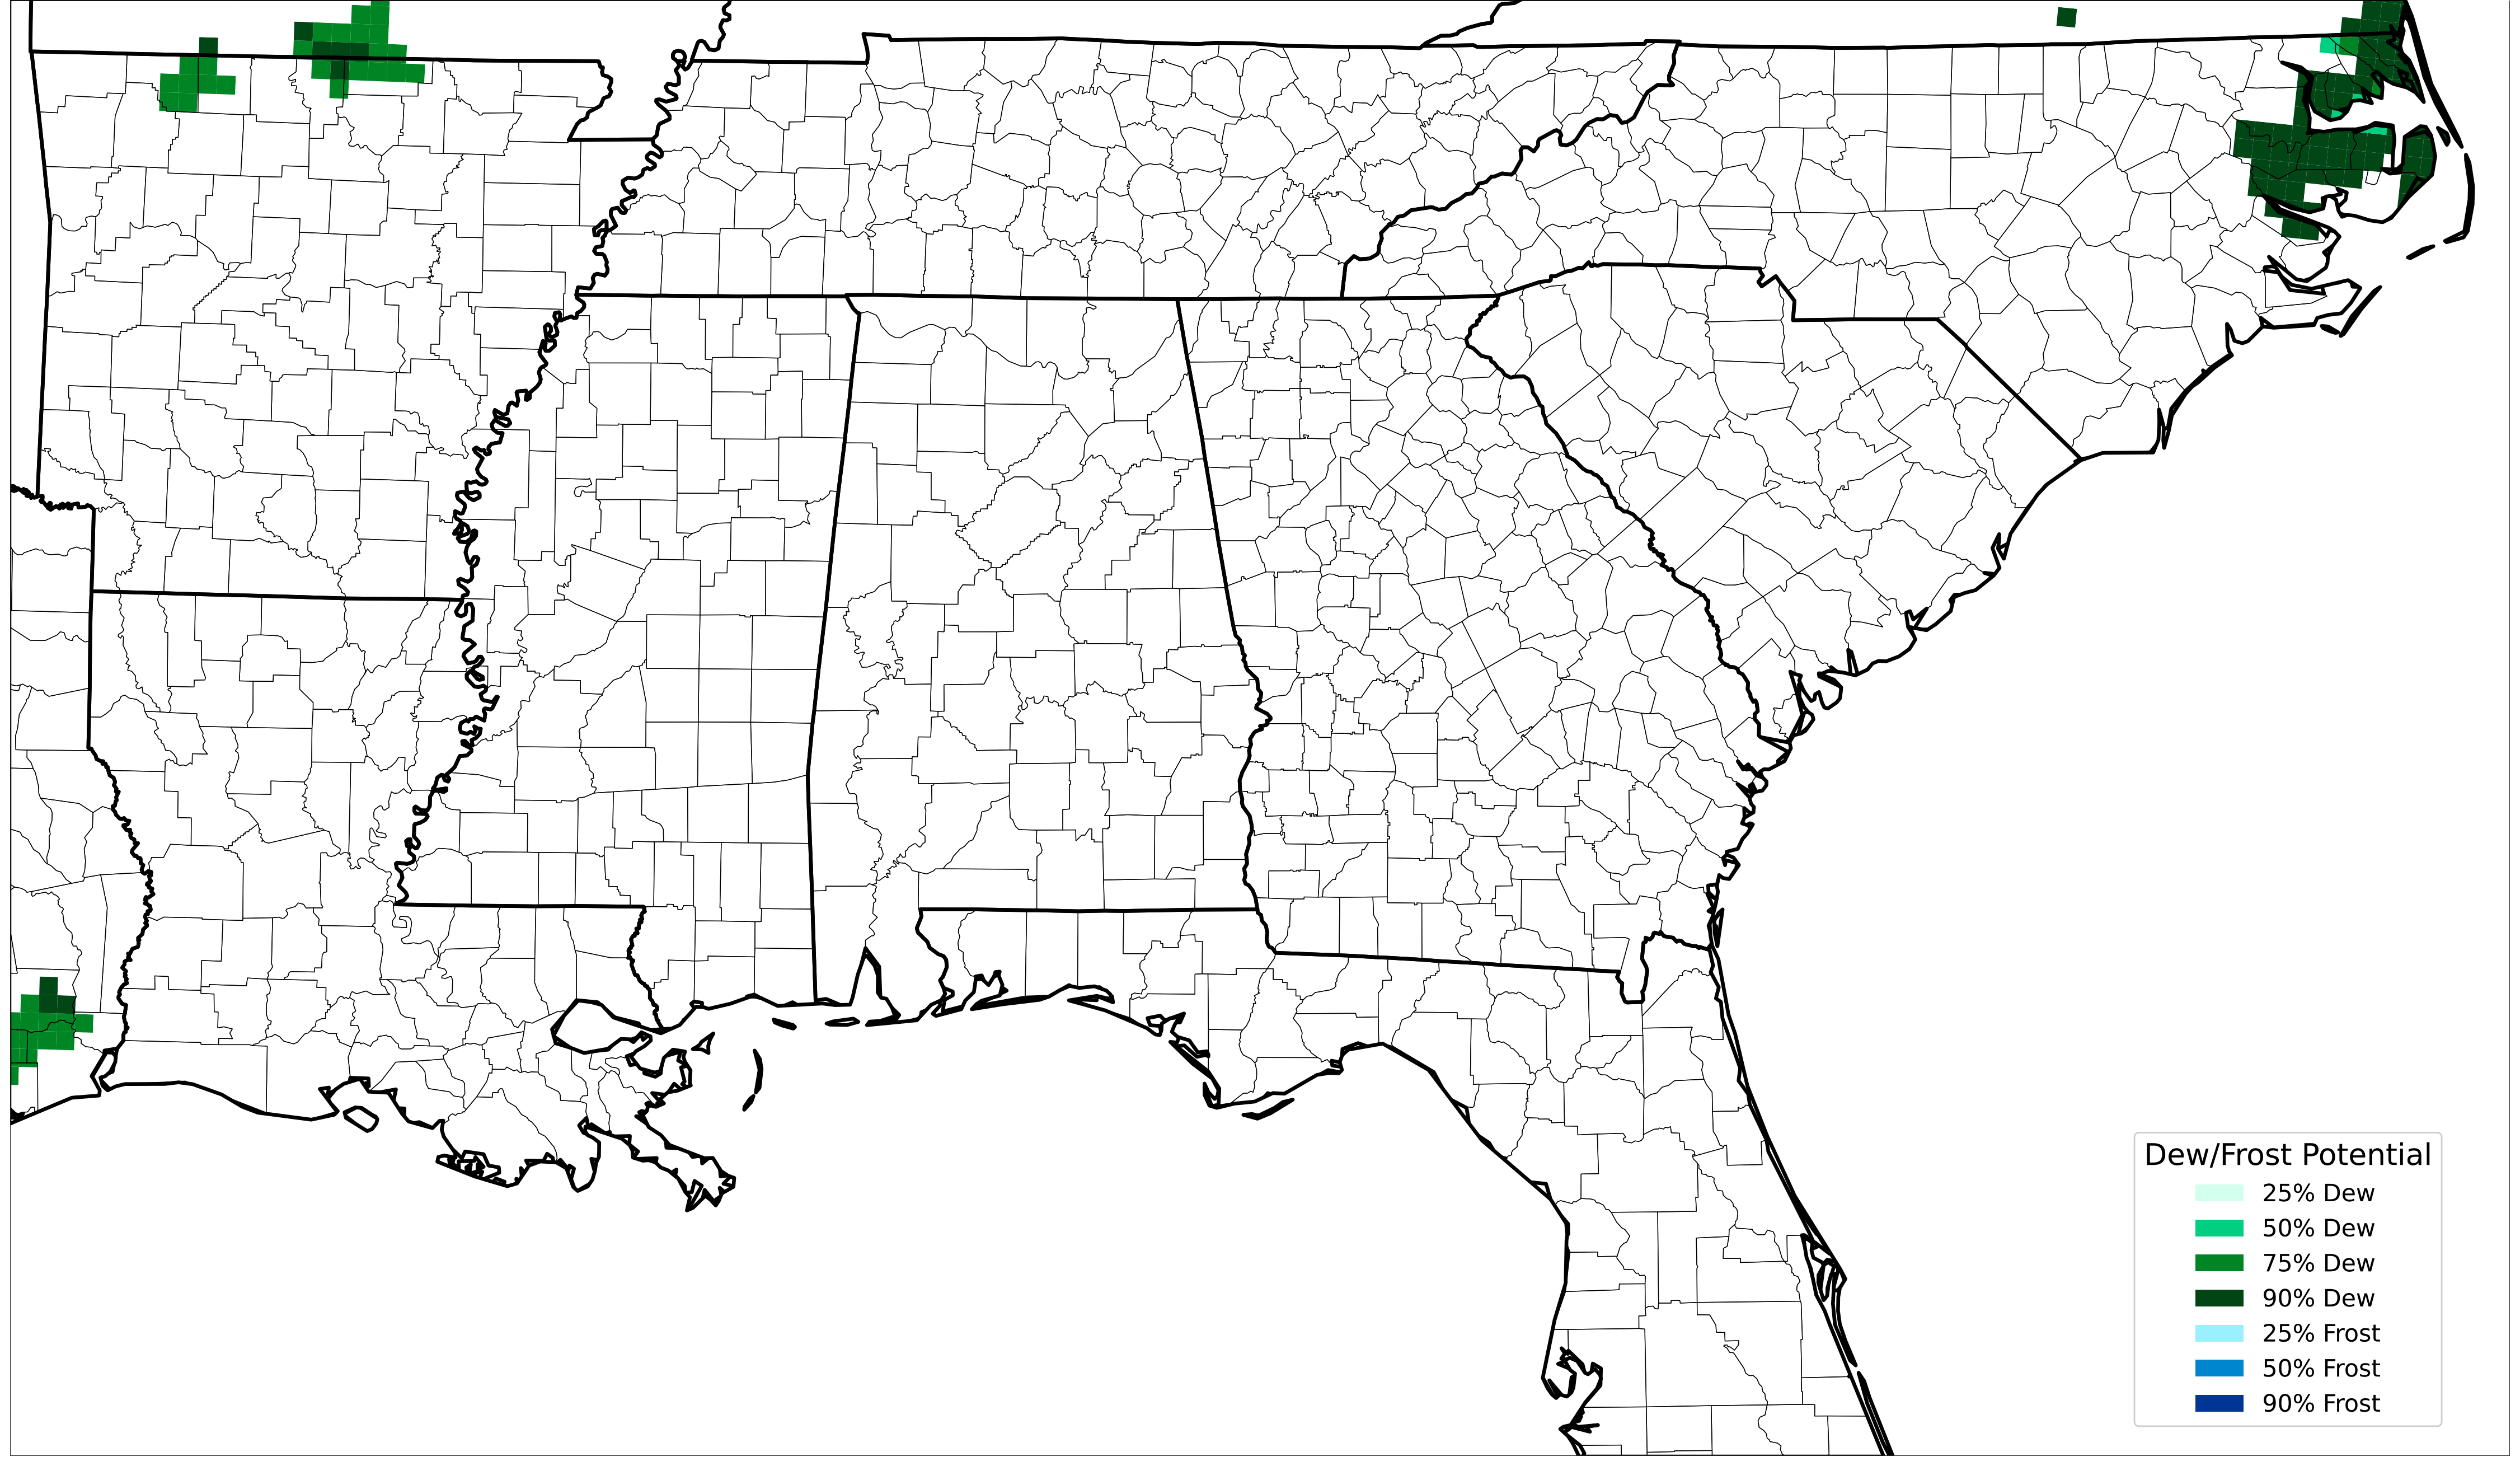 Dew/Frost Potential
25% Dew
50% Dew
75% Dew
90% Dew
25% Frost
50% Frost
90% Frost